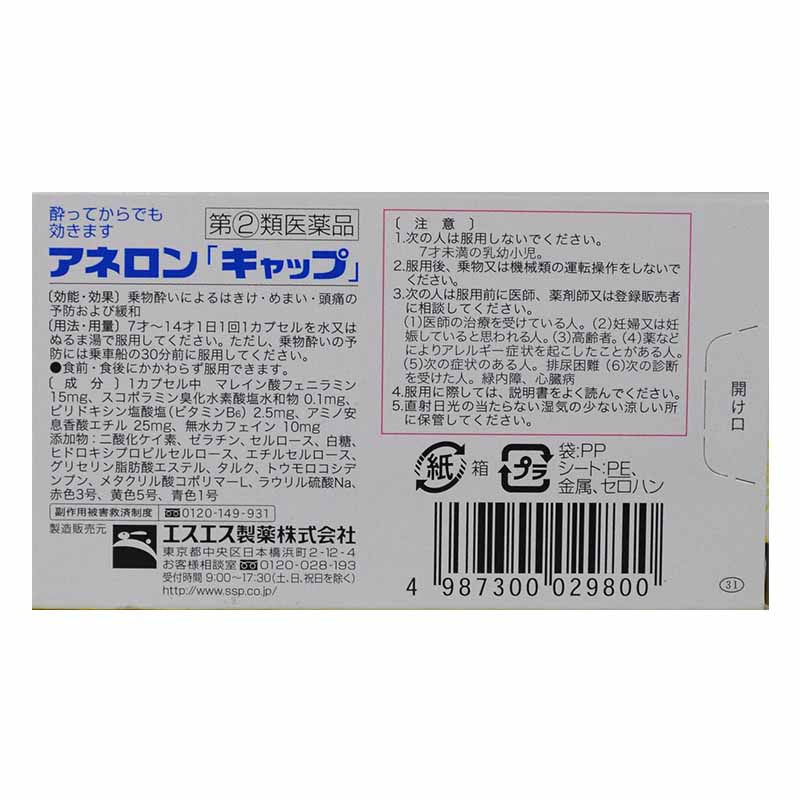 酔ってからでも
効きます
指定②類医薬品
アネロン「キャップ」
〔効能・効果〕乗物酔いによるはきけ・めまい・頭痛の
予防および緩和
〔用法・用量〕7才〜14才1日1回1カプセルを水又は
ぬるま湯で服用してください。ただし、乗物酔いの予
防には乗車船の30分前に服用してください。
●食前・食後にかかわらず服用できます。
〔成 分〕1カプセル中 マレイン酸フェニラミン
15mg、スコポラミン臭化水素酸塩水和物 0.1mg、
ピリドキシン塩酸塩(ビタミンB₆) 2.5mg、アミノ安
息香酸エチル 25mg、無水カフェイン 10mg
添加物:二酸化ケイ素、ゼラチン、セルロース、白糖、
ヒドロキシプロピルセルロース、エチルセルロース、
グリセリン脂肪酸エステル、タルク、トウモロコシデ
ンプン、メタクリル酸コポリマーL、ラウリル硫酸Na、
赤色3号、黄色5号、青色1号
副作用被害救済制度 0120-149-931
製造販売元 エスエス製薬株式会社
東京都中央区日本橋浜町2-12-4
お客様相談室 0120-028-193
受付時間 9:00〜17:30(土、日、祝日を除く)
http://www.ssp.co.jp/
〔注意〕
1.次の人は服用しないでください。
7才未満の乳幼小児。
2.服用後、乗物又は機械類の運転操作をしないで
ください。
3.次の人は服用前に医師、薬剤師又は登録販売者
に相談してください。
(1)医師の治療を受けている人。(2)妊婦又は妊
娠していると思われる人。(3)高齢者。(4)薬など
によりアレルギー症状を起こしたことがある人。
(5)次の症状のある人。排尿困難 (6)次の診断
を受けた人。緑内障、心臓病
4.服用に際しては、説明書をよく読んでください。
5.直射日光の当たらない湿気の少ない涼しい所
に保管してください。
紙 箱
プラ
袋:PP
シート:PE、
金属、セロハン
4 987300 029800
31
開け口